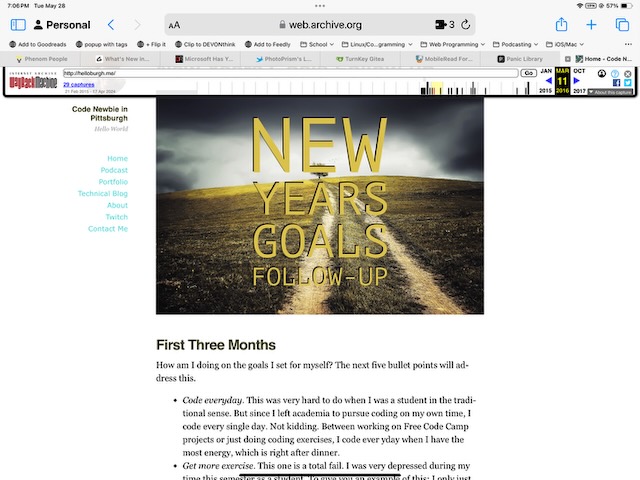 7:06 PM Tue May 28
57%
Personal
AA
web.archive.org
3
Add to Goodreads
popup with tags
+ Flip it
Clip to DEVONthink
Add to Feedly
School
Linux/Co...gramming
Web Programming
Podcasting
iOS/Mac
Phenom People
What's New in...
Microsoft Has Y...
PhotoPrism's L...
TurnKey Gitea
MobileRead For...
Panic Library
Home - Code N...
INTERNET ARCHIVE
WayBackMachine
http://helloburgh.me/
Go
JAN
MAR
OCT
29 captures
11
21 Feb 2015 - 17 Apr 2024
2015
2016
2017
About this capture
Code Newbie in
Pittsburgh
Hello World
Home
Podcast
Portfolio
Technical Blog
About
Twitch
Contact Me
NEW
YEARS
GOALS
FOLLOW-UP
First Three Months
How am I doing on the goals I set for myself? The next five bullet points will ad-
dress this.
• Code everyday. This was very hard to do when I was a student in the tradi-
tional sense. But since I left academia to pursue coding on my own time, I
code every single day. Not kidding. Between working on Free Code Camp
projects or just doing coding exercises, I code ever yday when I have the
most energy, which is right after dinner.
• Get more exercise. This one is a total fail. I was very depressed during my
time this semester as a student. To give you an example of this: I only just